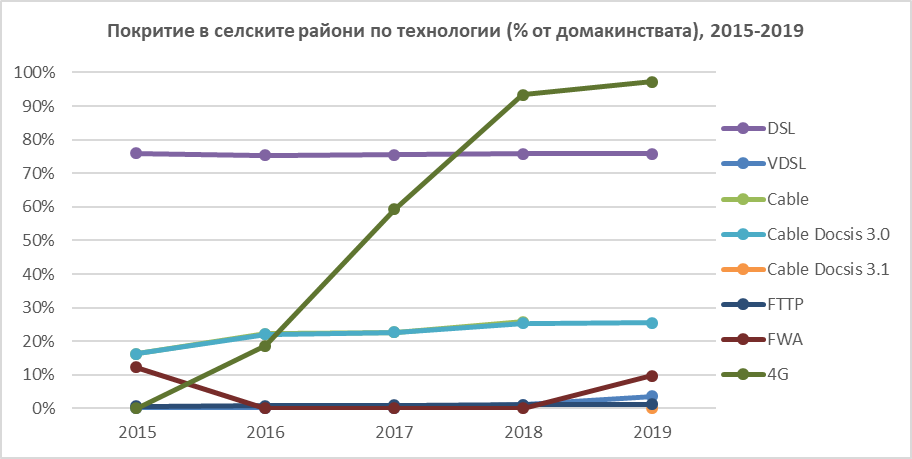 Покритие в селските райони по технологии (% от домакинствата), 2015-2019
100%
90%
80%
70%
60%
50%
40%
30%
20%
10%
0%
2015
2016
2017
2018
2019
DSL
VDSL
Cable
Cable Docsis 3.0
Cable Docsis 3.1
FTTP
FWA
4G